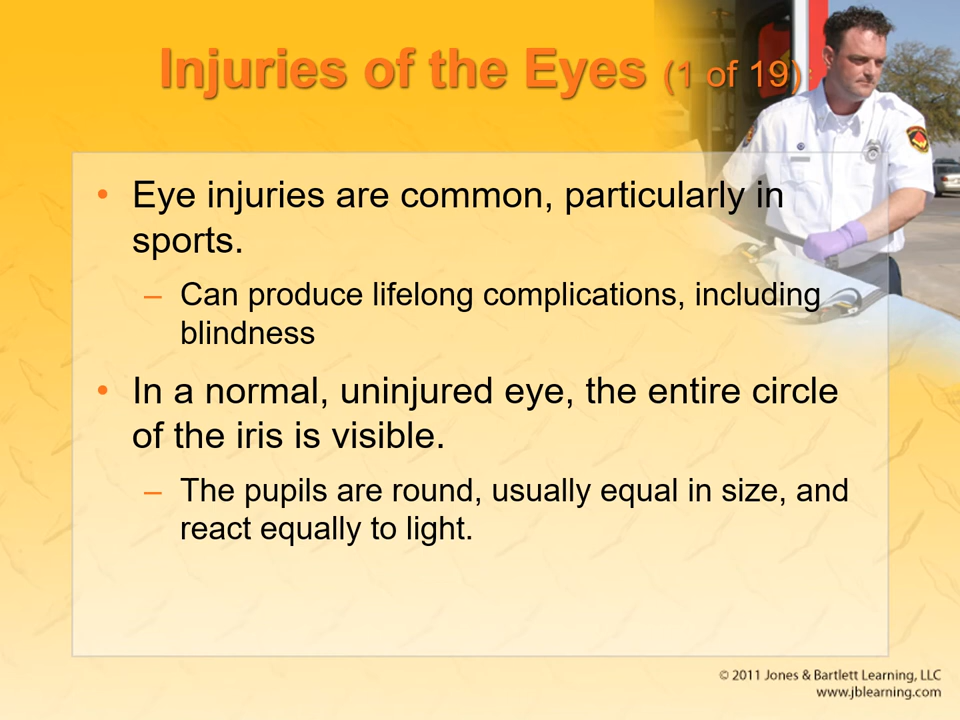 Injuries of the Eyes (1 of 19)
• Eye injuries are common, particularly in
sports.
– Can produce lifelong complications, including
blindness
• In a normal, uninjured eye, the entire circle
of the iris is visible.
– The pupils are round, usually equal in size, and
react equally to light.
© 2011 Jones & Bartlett Learning, LLC
www.jblearning.com